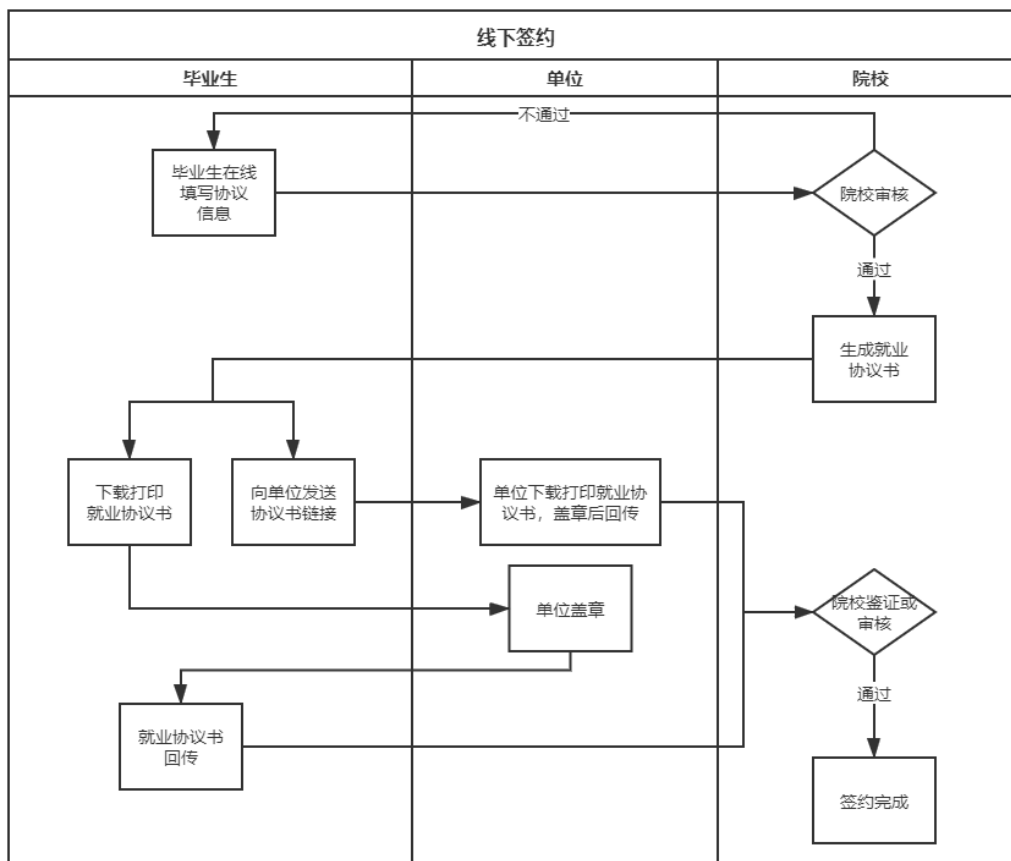 线下签约
毕业生
单位
院校
不通过
毕业生在线
填写协议
信息
院校审核
通过
生成就业
协议书
下载打印
就业协议书
向单位发送
协议书链接
单位下载打印就业协
议书，盖章后回传
单位盖章
院校鉴证或
审核
通过
就业协议书
回传
签约完成